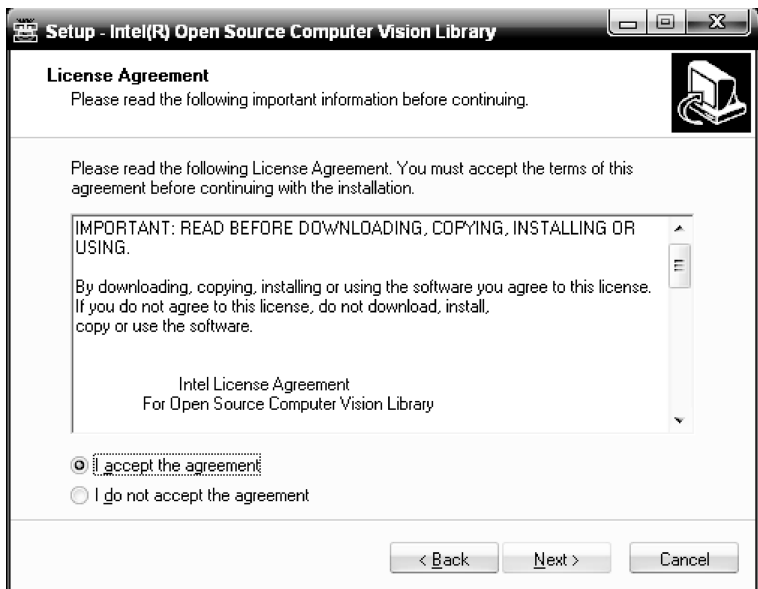 Setup - Intel(R) Open Source Computer Vision Library
License Agreement
Please read the following important information before continuing.
Please read the following License Agreement. You must accept the terms of this
agreement before continuing with the installation.
IMPORTANT: READ BEFORE DOWNLOADING, COPYING, INSTALLING OR
USING.
By downloading, copying, installing or using the software you agree to this license.
If you do not agree to this license, do not download, install,
copy or use the software.
Intel License Agreement
For Open Source Computer Vision Library
I accept the agreement
I do not accept the agreement
< Back Next > Cancel